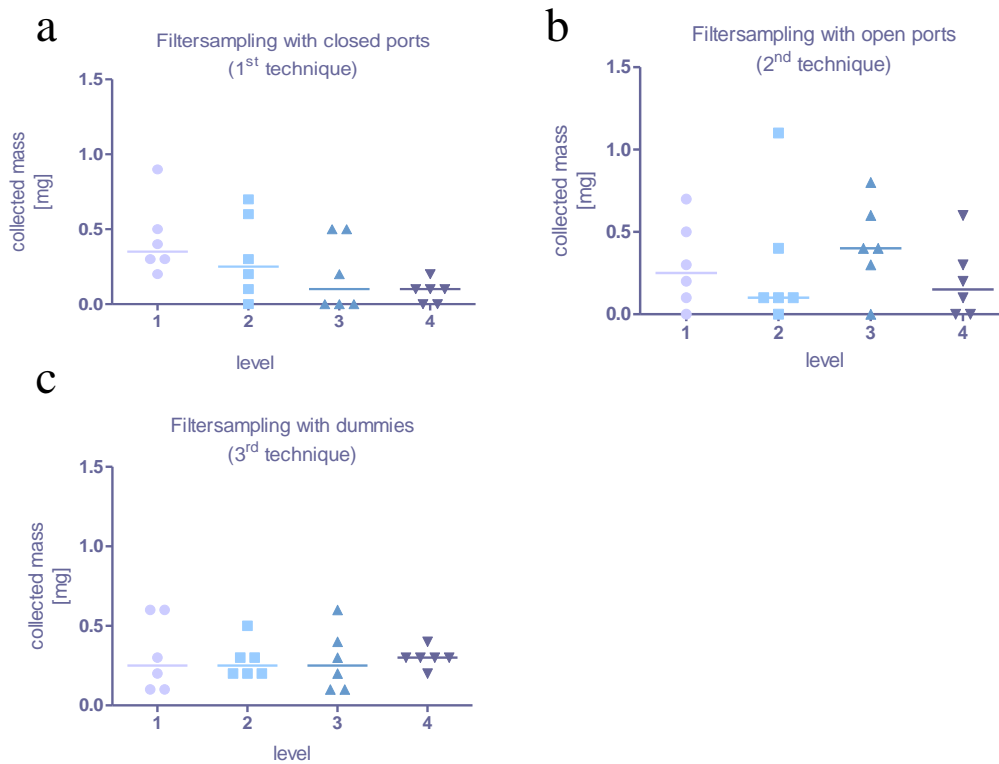 a
Filtersampling with closed ports
(1st technique)
collected mass
[mg]
1.5
1.0
0.5
0.0
1 2 3 4
level
b
Filtersampling with open ports
(2nd technique)
collected mass
[mg]
1.5
1.0
0.5
0.0
1 2 3 4
level
c
Filtersampling with dummies
(3rd technique)
collected mass
[mg]
1.5
1.0
0.5
0.0
1 2 3 4
level